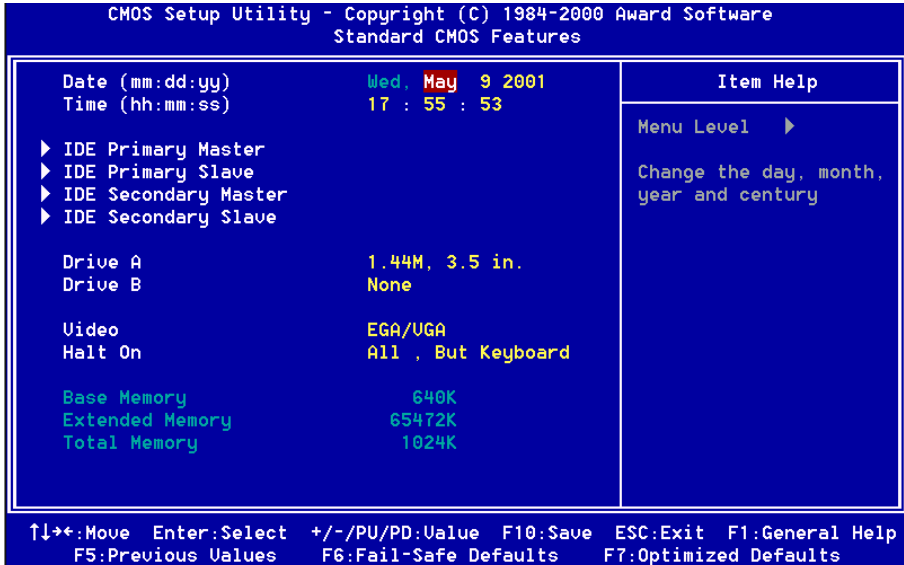 CMOS Setup Utility - Copyright (C) 1984-2000 Award Software
Standard CMOS Features
Date (mm:dd:yy) Wed, May 9 2001
Time (hh:mm:ss) 17 : 55 : 53
IDE Primary Master
IDE Primary Slave
IDE Secondary Master
IDE Secondary Slave
Drive A 1.44M, 3.5 in.
Drive B None
Video EGA/VGA
Halt On All , But Keyboard
Base Memory 640K
Extended Memory 65472K
Total Memory 1024K
Item Help
Menu Level
Change the day, month,
year and century
↑↓→←:Move Enter:Select +/-/PU/PD:Value F10:Save ESC:Exit F1:General Help
F5:Previous Values F6:Fail-Safe Defaults F7:Optimized Defaults